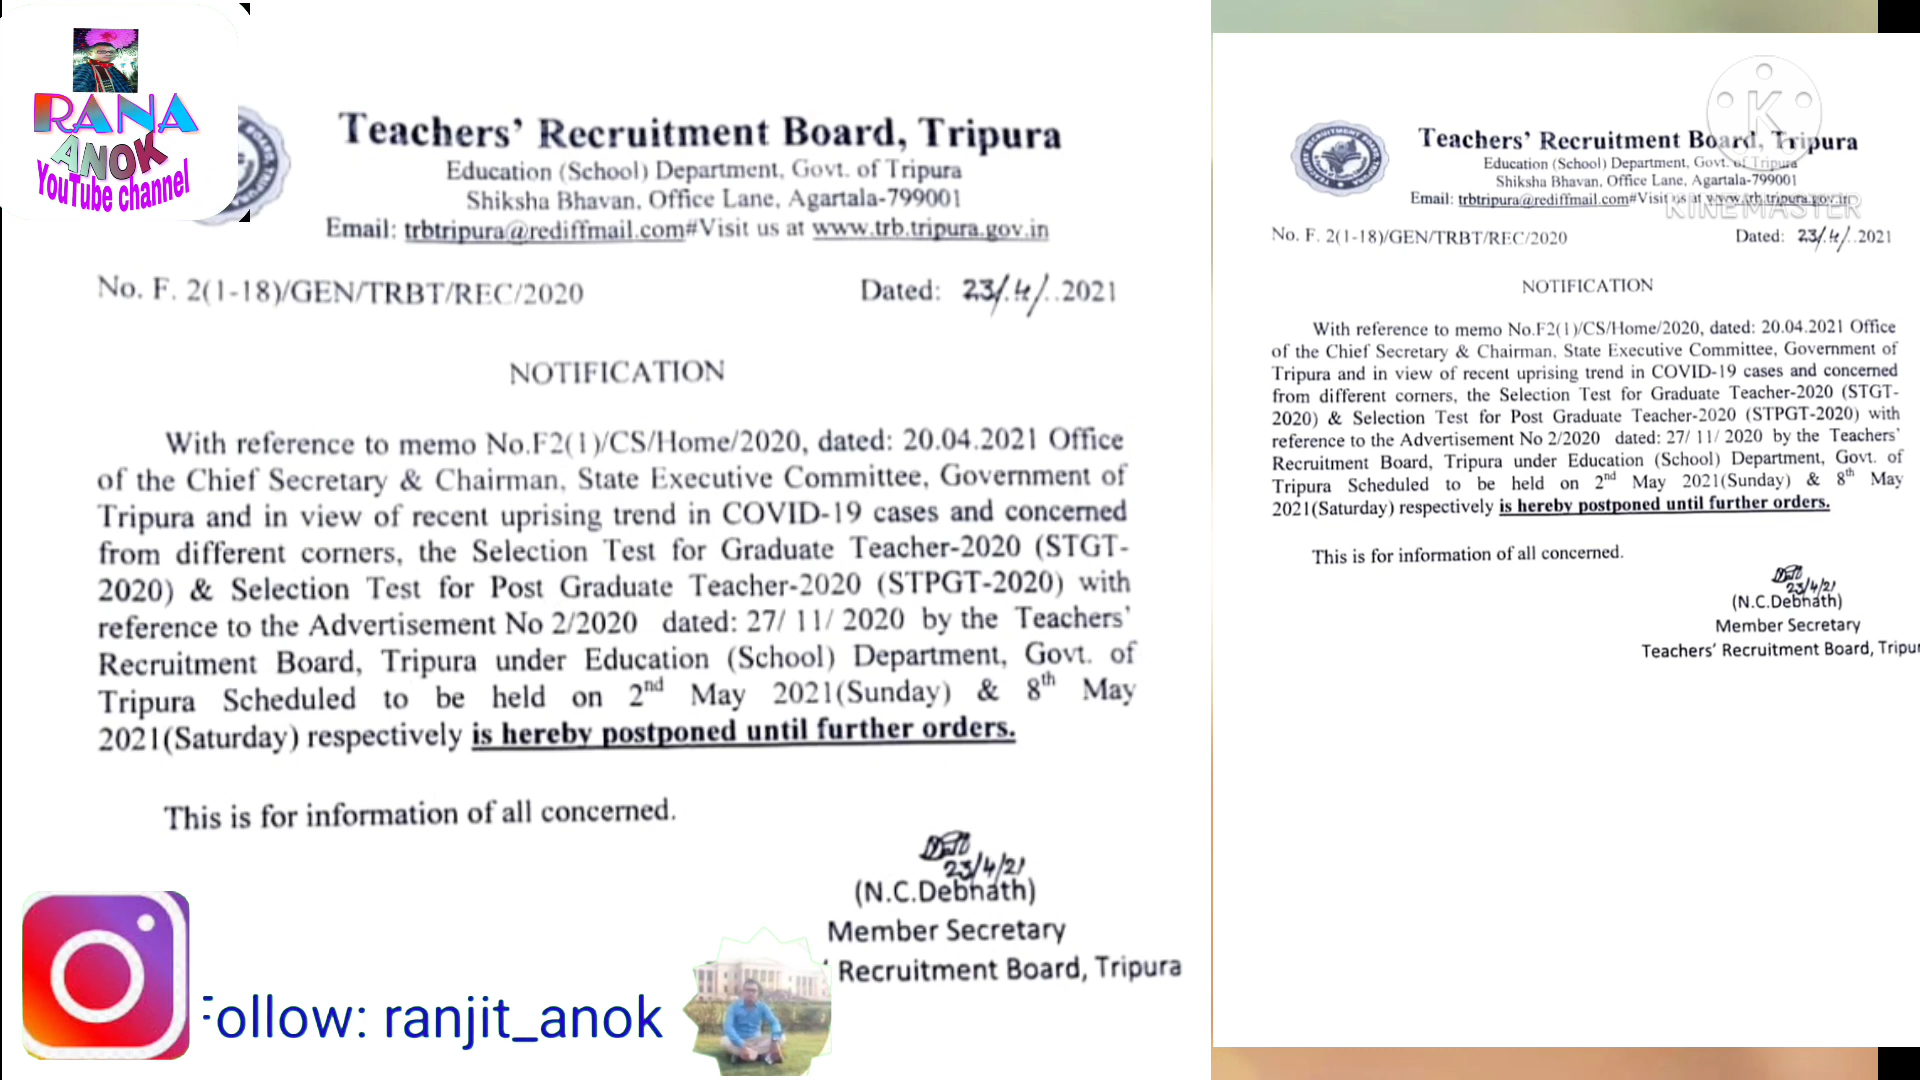 RANA
ANOK
YouTube channel
Teachers' Recruitment Board, Tripura
Education (School) Department, Govt. of Tripura
Shiksha Bhavan, Office Lane, Agartala-799001
Email: trbtripura@rediffmail.com#Visit us at www.trb.tripura.gov.in
No. F. 2(1-18)/GEN/TRBT/REC/2020 Dated: 23/.4/..2021
NOTIFICATION
With reference to memo No.F2(1)/CS/Home/2020, dated: 20.04.2021 Office
of the Chief Secretary & Chairman, State Executive Committee, Government of
Tripura and in view of recent uprising trend in COVID-19 cases and concerned
from different corners, the Selection Test for Graduate Teacher-2020 (STGT-
2020) & Selection Test for Post Graduate Teacher-2020 (STPGT-2020) with
reference to the Advertisement No 2/2020 dated: 27/ 11/ 2020 by the Teachers'
Recruitment Board, Tripura under Education (School) Department, Govt. of
Tripura Scheduled to be held on 2nd May 2021(Sunday) & 8th May
2021(Saturday) respectively is hereby postponed until further orders.
This is for information of all concerned.
23/4/21
(N.C.Debnath)
Member Secretary
' Recruitment Board, Tripura
Follow: ranjit_anok
K
KINEMASTER
Teachers' Recruitment Board, Tripura
Education (School) Department, Govt. of Tripura
Shiksha Bhavan, Office Lane, Agartala-799001
Email: trbtripura@rediffmail.com#Visit us at www.trb.tripura.gov.in
No. F. 2(1-18)/GEN/TRBT/REC/2020 Dated: 23/.4/..2021
NOTIFICATION
With reference to memo No.F2(1)/CS/Home/2020, dated: 20.04.2021 Office
of the Chief Secretary & Chairman, State Executive Committee, Government of
Tripura and in view of recent uprising trend in COVID-19 cases and concerned
from different corners, the Selection Test for Graduate Teacher-2020 (STGT-
2020) & Selection Test for Post Graduate Teacher-2020 (STPGT-2020) with
reference to the Advertisement No 2/2020 dated: 27/ 11/ 2020 by the Teachers'
Recruitment Board, Tripura under Education (School) Department, Govt. of
Tripura Scheduled to be held on 2nd May 2021(Sunday) & 8th May
2021(Saturday) respectively is hereby postponed until further orders.
This is for information of all concerned.
23/4/21
(N.C.Debnath)
Member Secretary
Teachers' Recruitment Board, Tripur